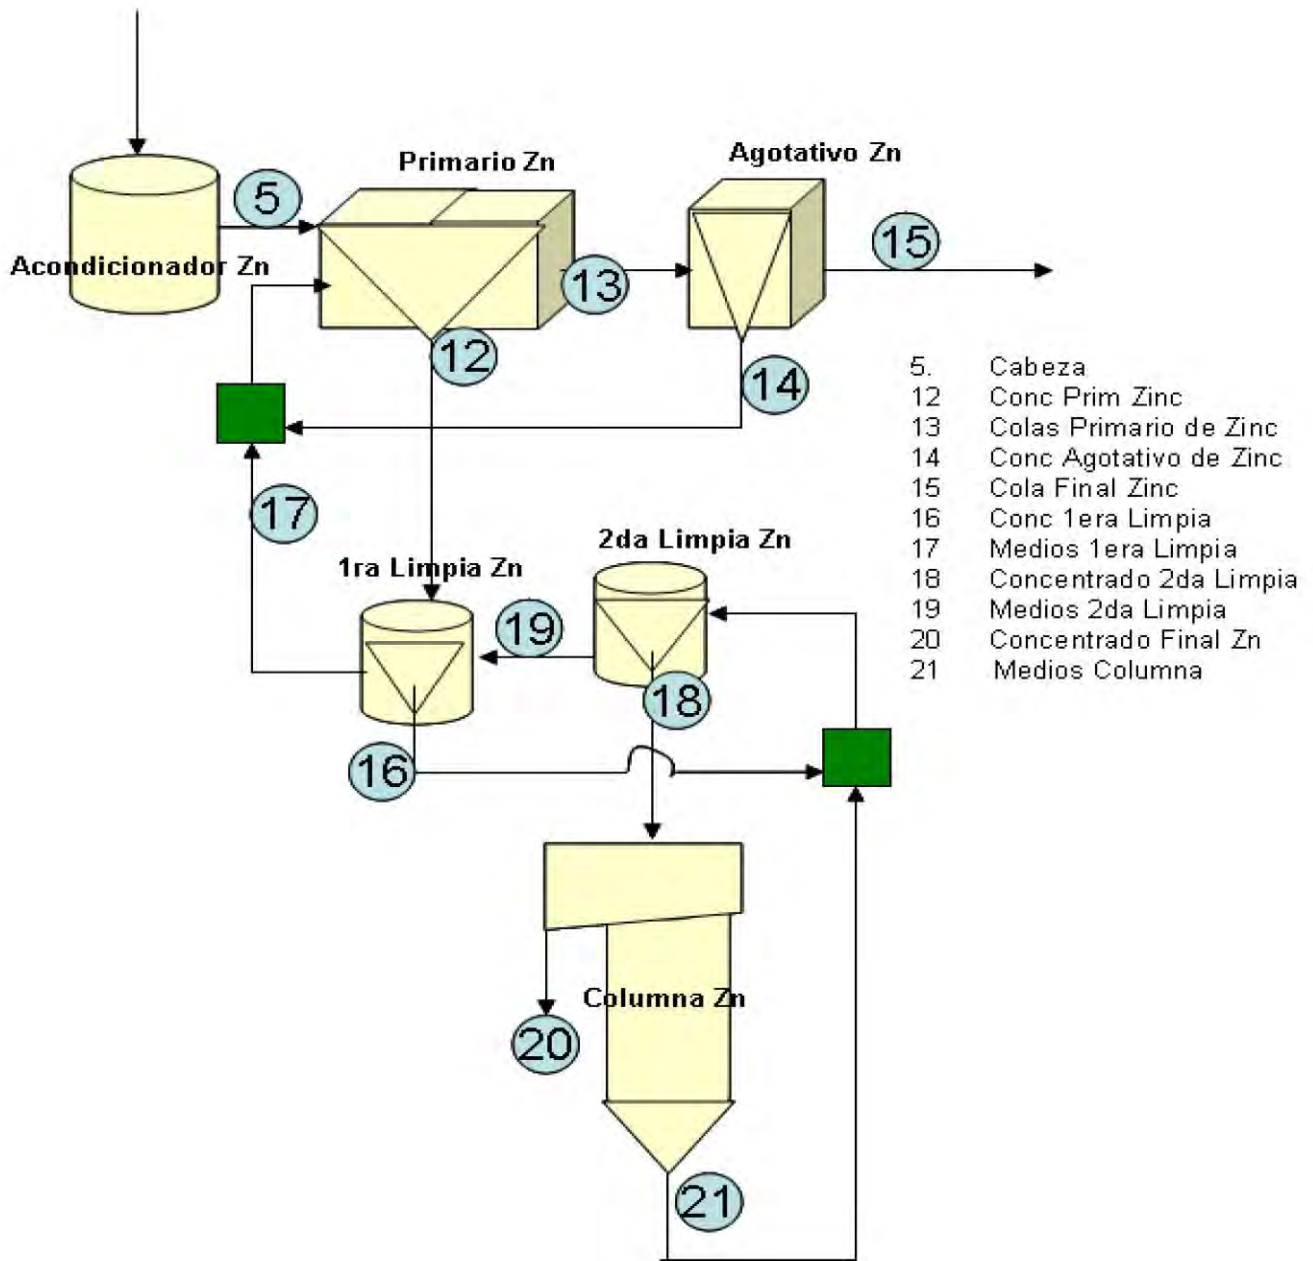 Primario Zn
Agotativo Zn
5
15
Acondicionador Zn
13
12
14
5. Cabeza
12 Conc Prim Zinc
13 Colas Primario de Zinc
14 Conc Agotativo de Zinc
15 Cola Final Zinc
16 Conc 1era Limpia
17 Medios 1era Limpia
18 Concentrado 2da Limpia
19 Medios 2da Limpia
20 Concentrado Final Zn
21 Medios Columna
17
2da Limpia Zn
1ra Limpia Zn
19
18
16
Columna Zn
20
21